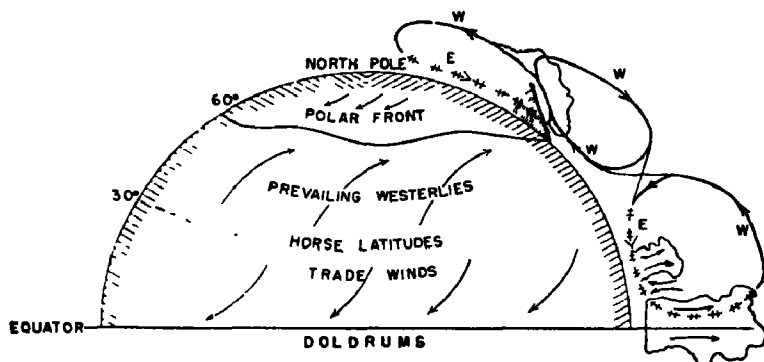 W
NORTH POLE
E
W
60°
POLAR FRONT
W
30°
PREVAILING WESTERLIES
E
W
HORSE LATITUDES
TRADE WINDS
EQUATOR
DOLDRUMS